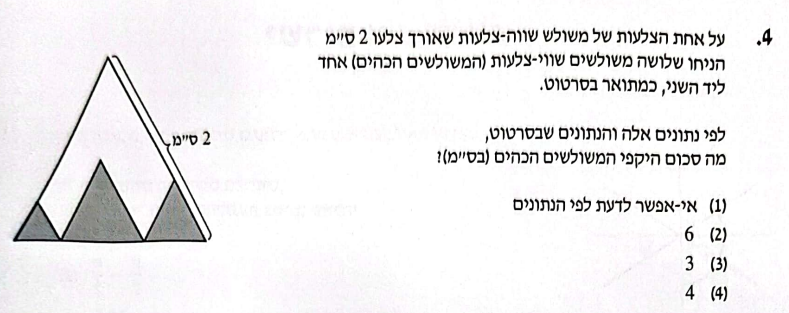 4. על אחת הצלעות של משולש שווה-צלעות שאורך צלעו 2 ס״מ
הניחו שלושה משולשים שווי-צלעות (המשולשים הכהים) אחד
ליד השני, כמתואר בסרטוט.
לפי נתונים אלה והנתונים שבסרטוט,
מה סכום היקפי המשולשים הכהים (בס״מ)?
(1) אי-אפשר לדעת לפי הנתונים
(2) 6
(3) 3
(4) 4
2 ס״מ